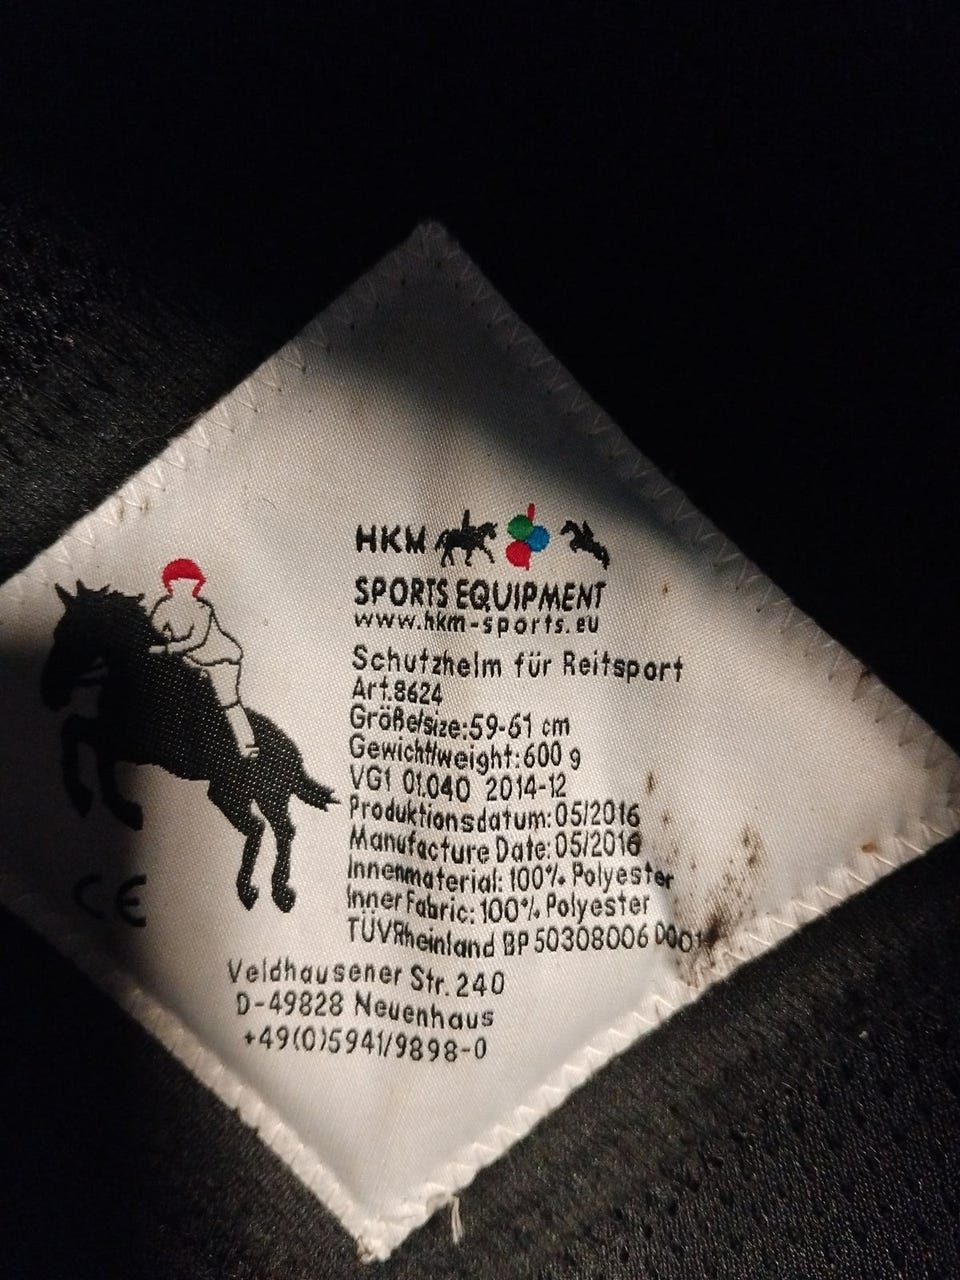 HKM
SPORTS EQUIPMENT
www.hkm-sports.eu
Schutzhelm für Reitsport
Art.8624
Größe/size:59-61 cm
Gewicht/weight:600 g
VG1 01.040 2014-12
Produktionsdatum:05/2016
Manufacture Date:05/2016
Innenmaterial:100% Polyester
Inner Fabric:100% Polyester
TÜVRheinland BP 50308006 0001
Veldhausener Str. 240
D-49828 Neuenhaus
+49(0)5941/9898-0
CE